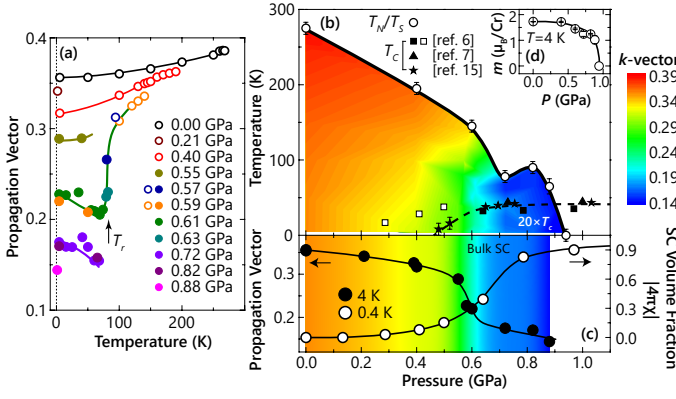 (a)
Propagation Vector
0.4
0.3
0.2
0.1
0.00 GPa
0.21 GPa
0.40 GPa
0.55 GPa
0.57 GPa
0.59 GPa
0.61 GPa
0.63 GPa
0.72 GPa
0.82 GPa
0.88 GPa
T_r
0 100 200
Temperature (K)
(b)
T_N/T_S
T_C
[ref. 6]
[ref. 7]
[ref. 15]
300
225
150
75
0
Temperature (K)
20×T_c
m (μ_B/Cr)
2
1
0
T=4 K
(d)
0.0 0.4 0.8
P (GPa)
k-vector
0.39
0.34
0.29
0.24
0.19
0.14
Propagation Vector
0.3
0.2
Bulk SC
4 K
0.4 K
(c)
0.9
0.6
0.3
0.0
SC Volume Fraction
|4πχ|
0.0 0.2 0.4 0.6 0.8 1.0
Pressure (GPa)